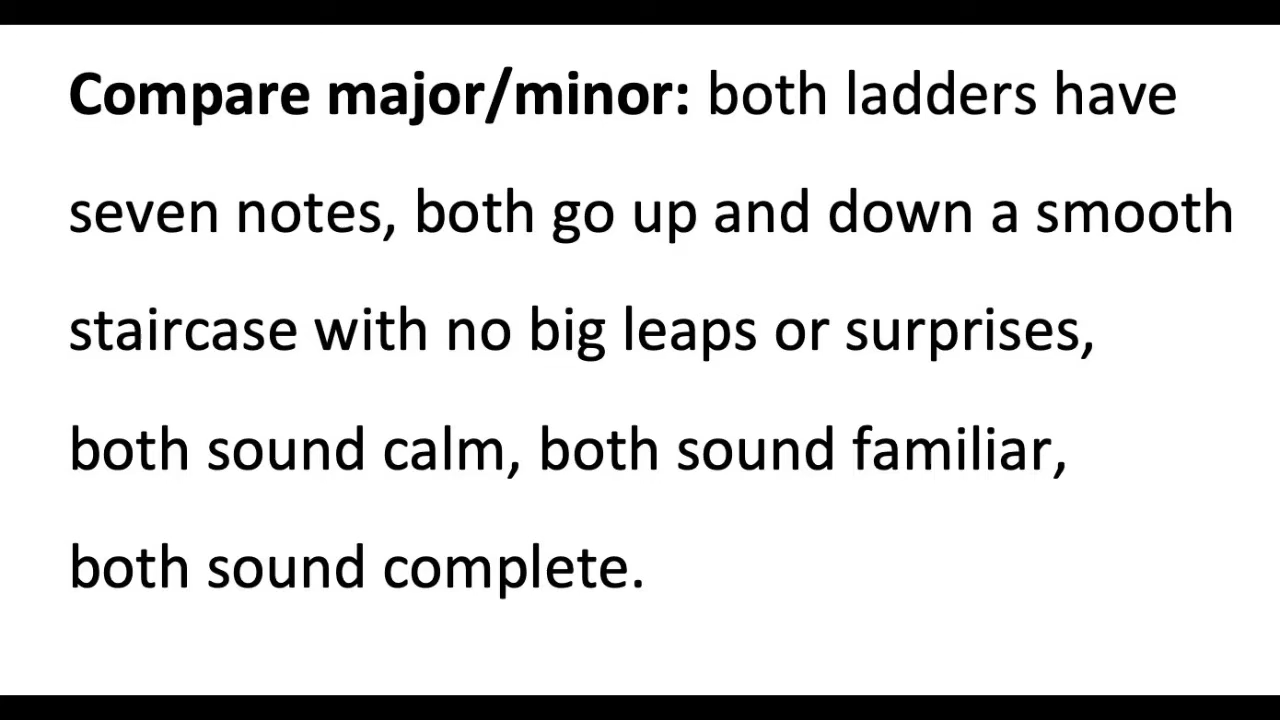 Compare major/minor: both ladders have
seven notes, both go up and down a smooth
staircase with no big leaps or surprises,
both sound calm, both sound familiar,
both sound complete.